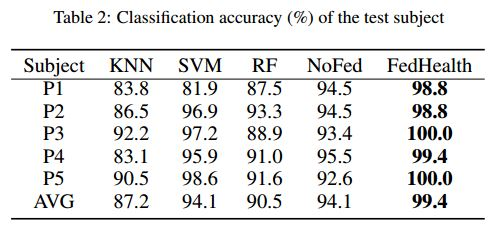 Table 2: Classification accuracy (%) of the test subject
Subject KNN SVM RF NoFed FedHealth
P1 83.8 81.9 87.5 94.5 98.8
P2 86.5 96.9 93.3 94.5 98.8
P3 92.2 97.2 88.9 93.4 100.0
P4 83.1 95.9 91.0 95.5 99.4
P5 90.5 98.6 91.6 92.6 100.0
AVG 87.2 94.1 90.5 94.1 99.4